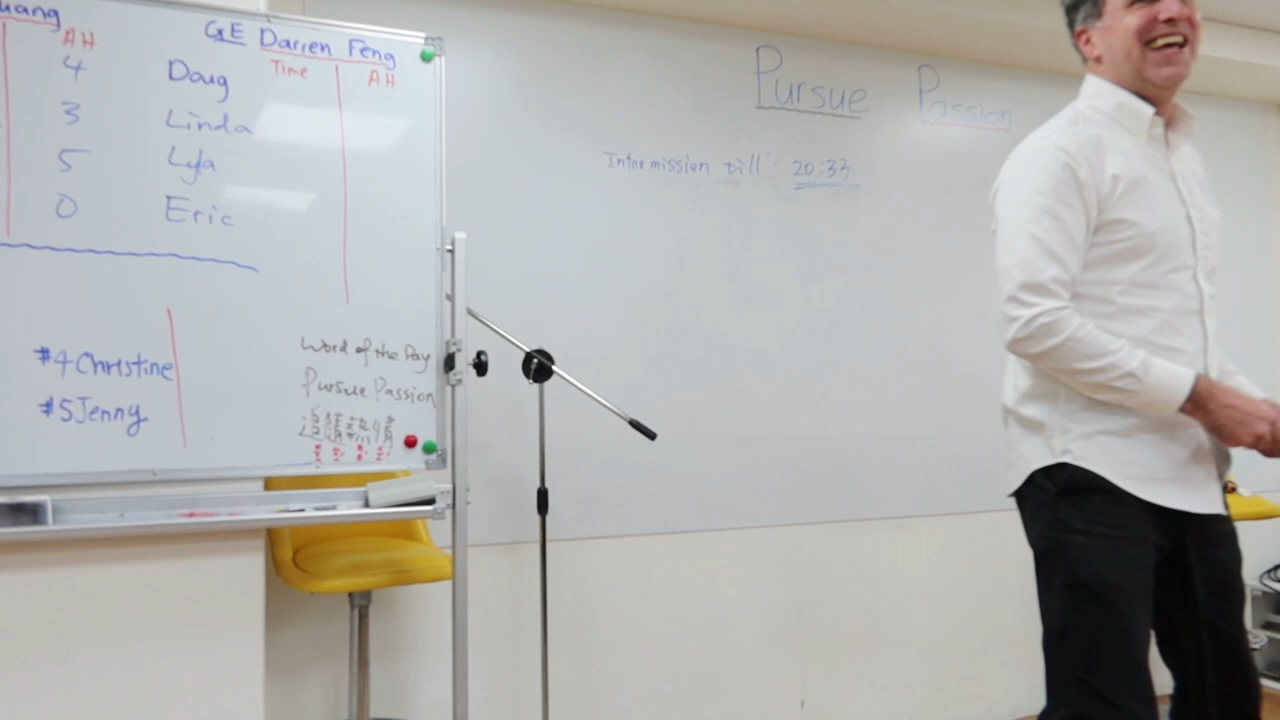 AH
4
3
5
0
GE Darren Feng
Time AH
Doug
Linda
Lyla
Eric
#4 Christine
#5 Jenny
Word of the Day
Pursue Passion
Pursue Passion
Intermission till 20:33